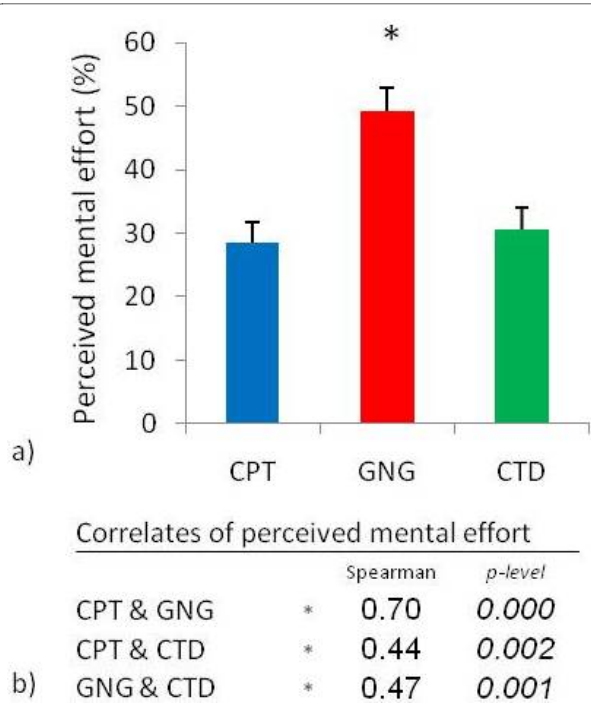 Perceived mental effort (%)
60
50
40
30
20
10
0
*
CPT GNG CTD
a)
Correlates of perceived mental effort
Spearman p-level
CPT & GNG * 0.70 0.000
CPT & CTD * 0.44 0.002
b) GNG & CTD * 0.47 0.001